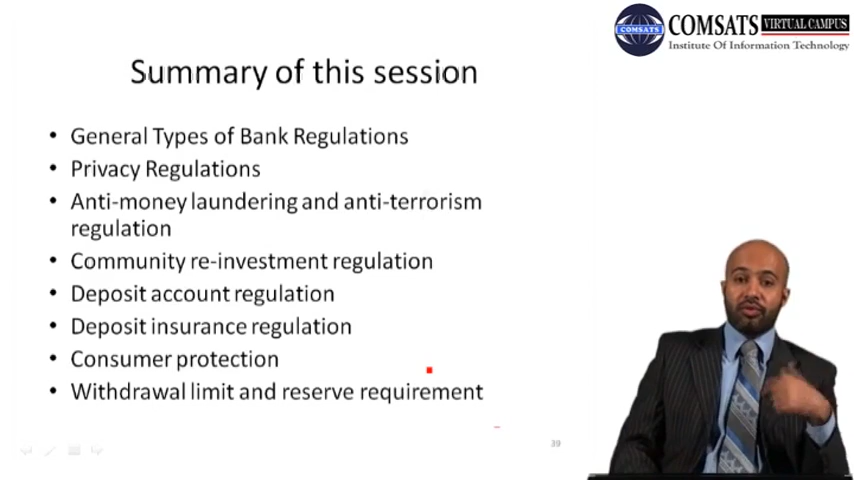 COMSATS VIRTUAL CAMPUS
COMSATS
Institute Of Information Technology
Summary of this session
• General Types of Bank Regulations
• Privacy Regulations
• Anti-money laundering and anti-terrorism
regulation
• Community re-investment regulation
• Deposit account regulation
• Deposit insurance regulation
• Consumer protection
• Withdrawal limit and reserve requirement
39